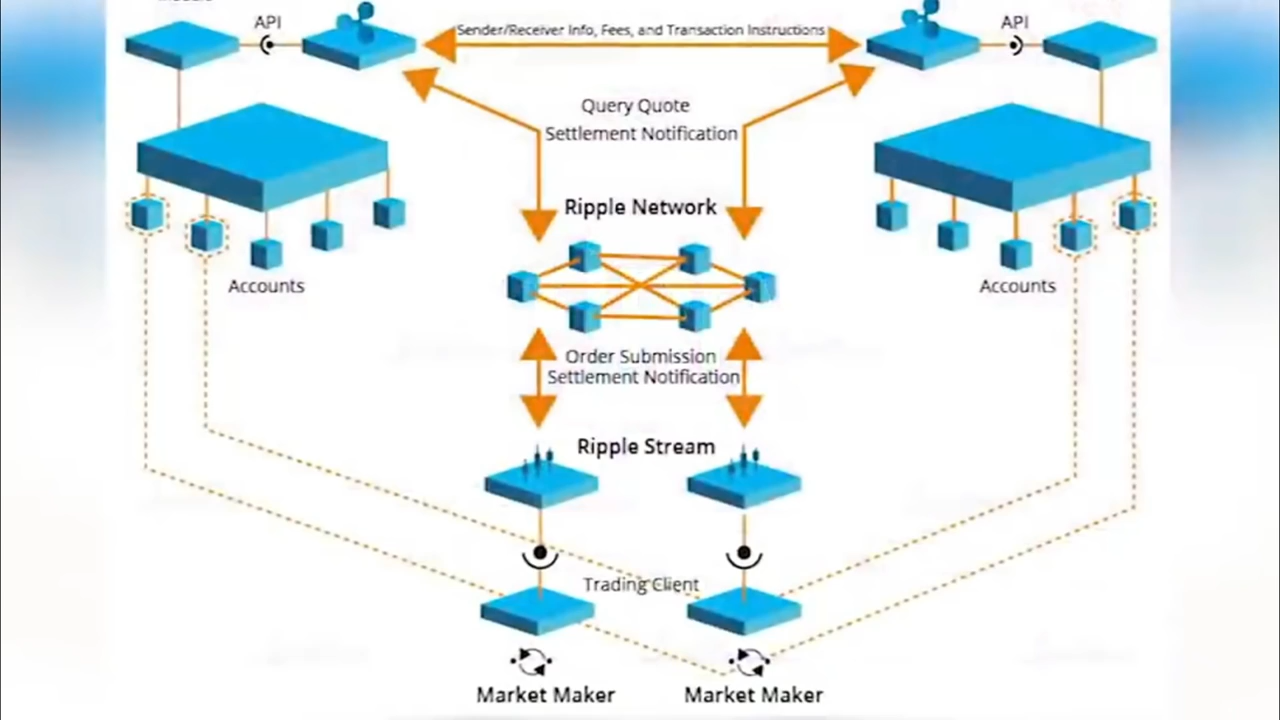 API
API
Sender/Receiver Info, Fees, and Transaction Instructions
Query Quote
Settlement Notification
Ripple Network
Accounts
Accounts
Order Submission
Settlement Notification
Ripple Stream
Trading Client
Market Maker
Market Maker